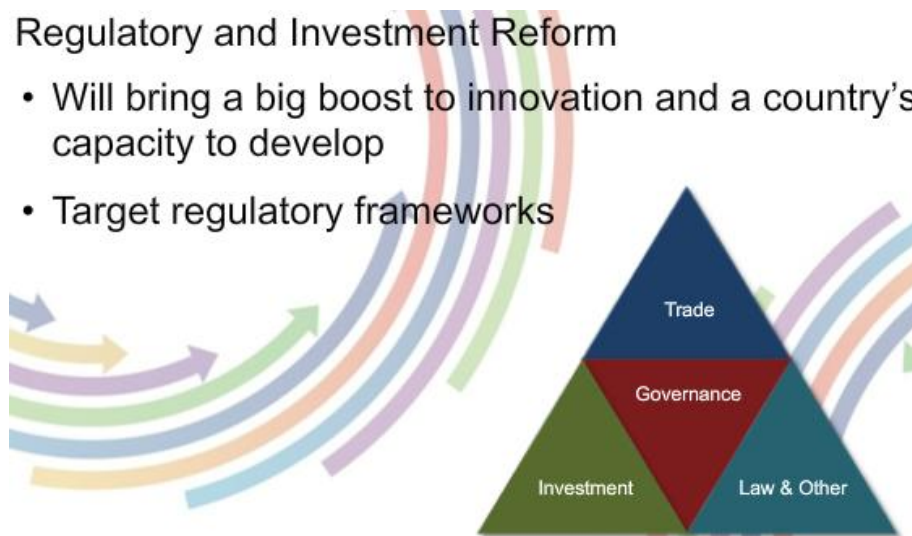 Regulatory and Investment Reform
• Will bring a big boost to innovation and a country's
capacity to develop
• Target regulatory frameworks
Trade
Governance
Investment
Law & Other